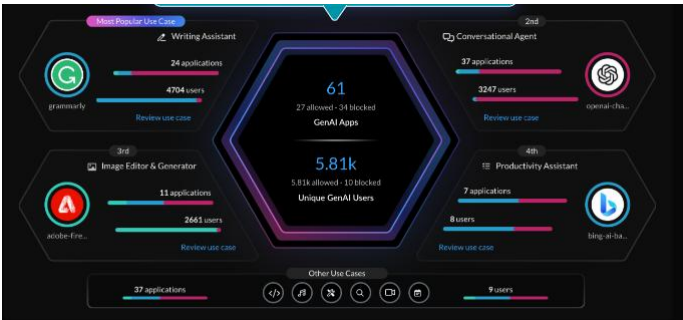 Most Popular Use Case
Writing Assistant
24 applications
4704 users
grammarly
Review use case
2nd
Conversational Agent
37 applications
3247 users
openai-cha...
Review use case
61
27 allowed - 34 blocked
GenAI Apps
5.81k
5.81k allowed - 10 blocked
Unique GenAI Users
3rd
Image Editor & Generator
11 applications
2661 users
adobe-fire...
Review use case
4th
Productivity Assistant
7 applications
8 users
bing-ai-ba...
Review use case
Other Use Cases
37 applications
9 users